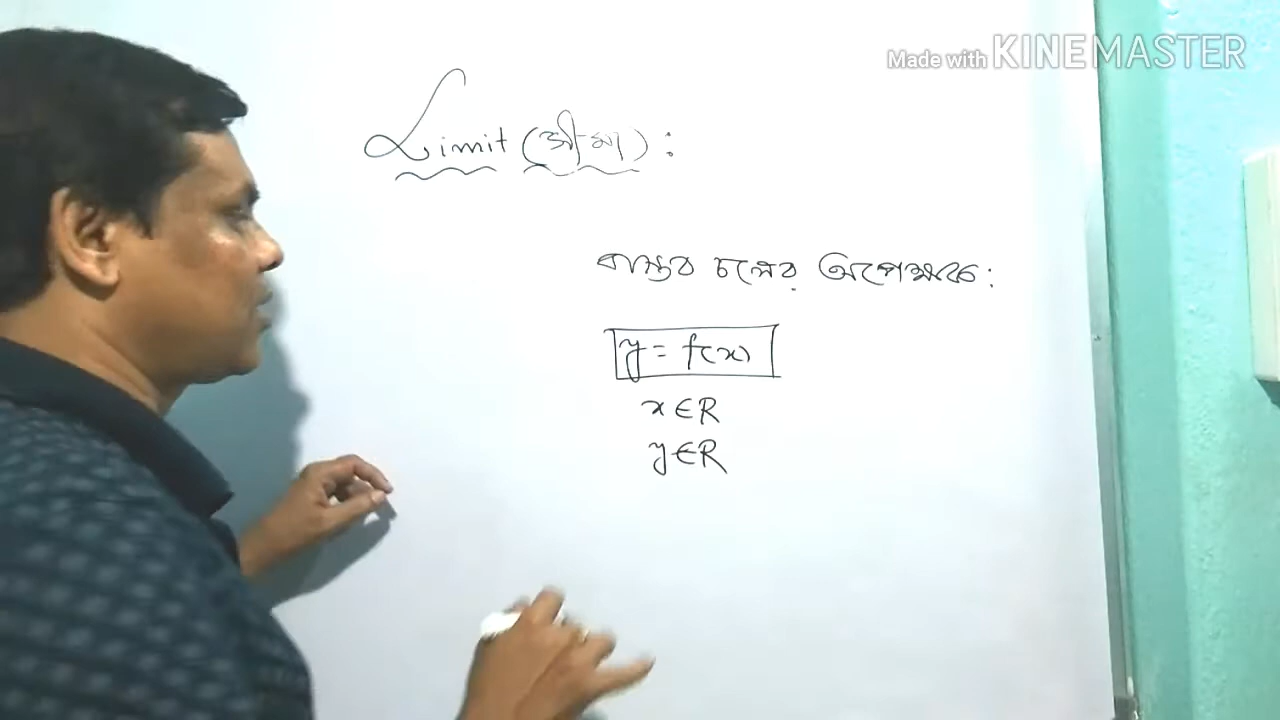 Made with KINEMASTER
Limit (সীমা) :
বাস্তব চলের অপেক্ষক :
y = f(x)
x ∈ R
y ∈ R